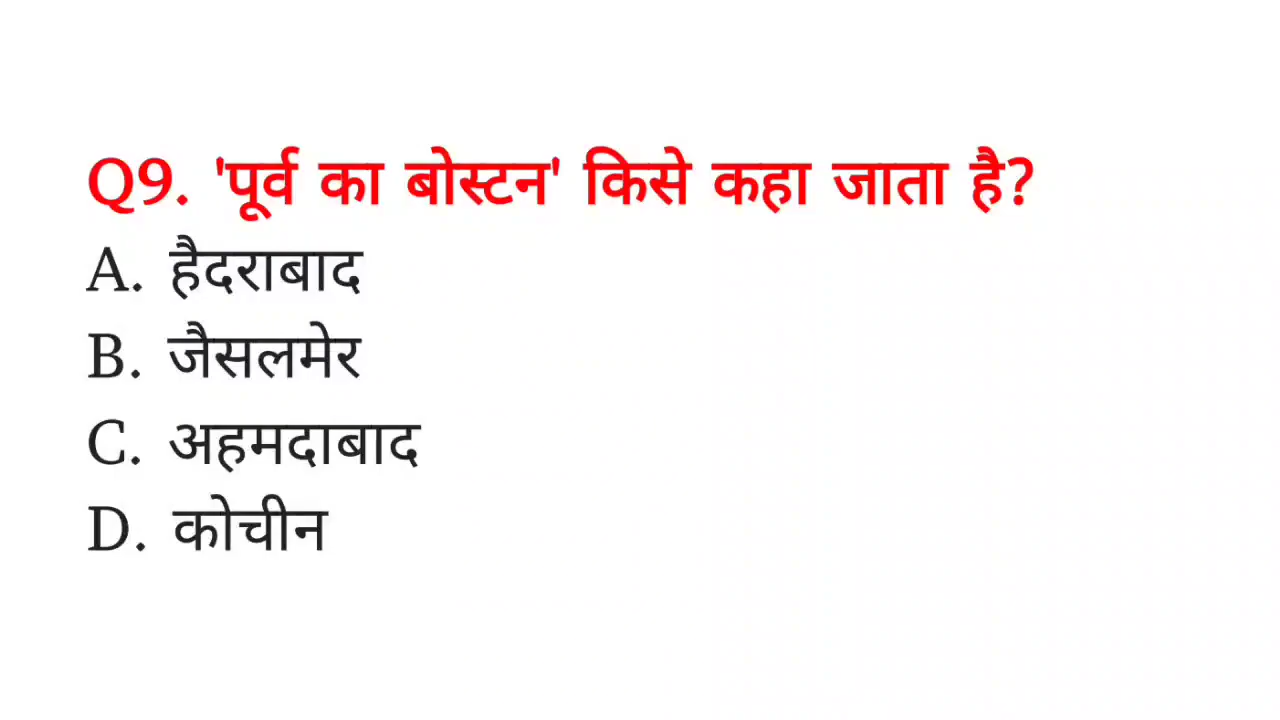 Q9. 'पूर्व का बोस्टन' किसे कहा जाता है?
A. हैदराबाद
B. जैसलमेर
C. अहमदाबाद
D. कोचीन